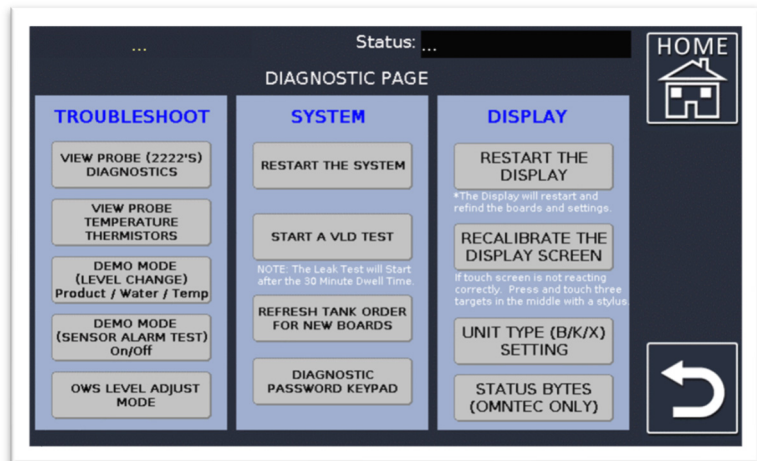 ...
Status: ...
HOME
DIAGNOSTIC PAGE
TROUBLESHOOT
VIEW PROBE (2222'S)
DIAGNOSTICS
VIEW PROBE
TEMPERATURE
THERMISTORS
DEMO MODE
(LEVEL CHANGE)
Product / Water / Temp
DEMO MODE
(SENSOR ALARM TEST)
On/Off
OWS LEVEL ADJUST
MODE
SYSTEM
RESTART THE SYSTEM
START A VLD TEST
NOTE: The Leak Test will Start
after the 30 Minute Dwell Time.
REFRESH TANK ORDER
FOR NEW BOARDS
DIAGNOSTIC
PASSWORD KEYPAD
DISPLAY
RESTART THE
DISPLAY
*The Display will restart and
refind the boards and settings.
RECALIBRATE THE
DISPLAY SCREEN
If touch screen is not reacting
correctly. Press and touch three
targets in the middle with a stylus.
UNIT TYPE (B/K/X)
SETTING
STATUS BYTES
(OMNTEC ONLY)